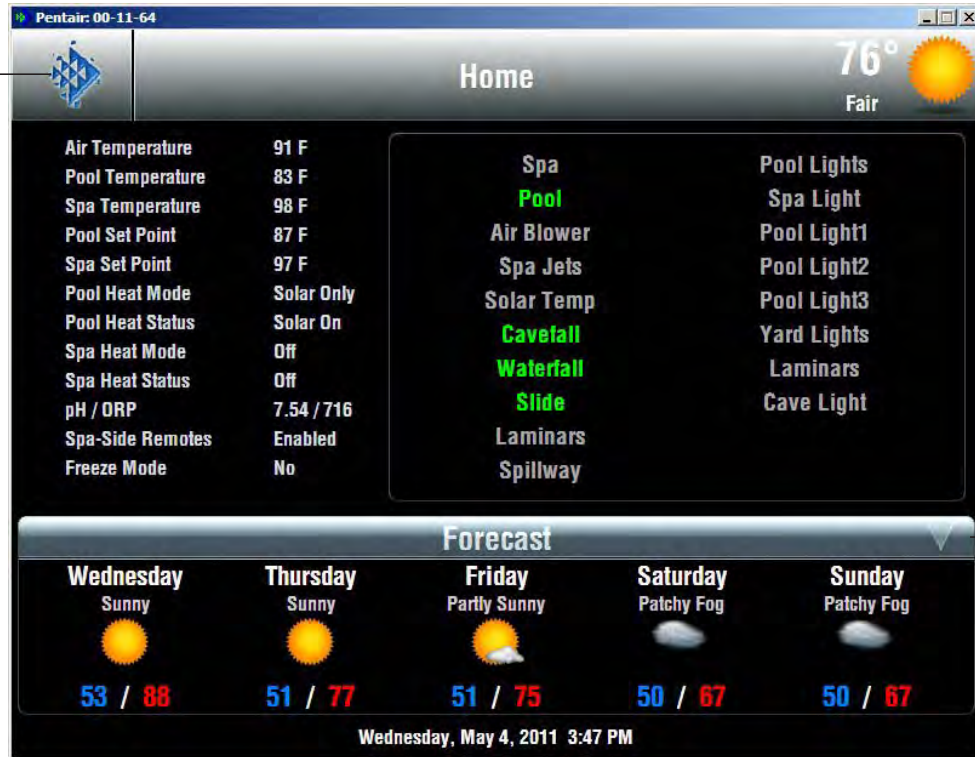 Pentair: 00-11-64
Home
76°
Fair
Air Temperature 91 F
Pool Temperature 83 F
Spa Temperature 98 F
Pool Set Point 87 F
Spa Set Point 97 F
Pool Heat Mode Solar Only
Pool Heat Status Solar On
Spa Heat Mode Off
Spa Heat Status Off
pH / ORP 7.54 / 716
Spa-Side Remotes Enabled
Freeze Mode No
Spa Pool Lights
Pool Spa Light
Air Blower Pool Light1
Spa Jets Pool Light2
Solar Temp Pool Light3
Cavefall Yard Lights
Waterfall Laminars
Slide Cave Light
Laminars
Spillway
Forecast
Wednesday Thursday Friday Saturday Sunday
Sunny Sunny Partly Sunny Patchy Fog Patchy Fog
53 / 88 51 / 77 51 / 75 50 / 67 50 / 67
Wednesday, May 4, 2011 3:47 PM